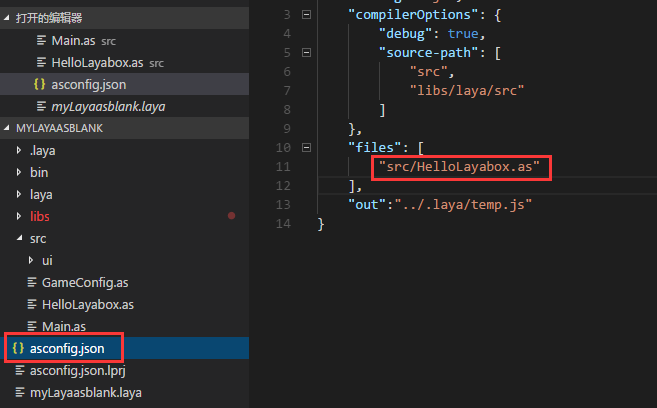 打开的编辑器
Main.as src
HelloLayabox.as src
{ } asconfig.json
myLayaasblank.laya
MYLAYAASBLANK
.laya
bin
laya
libs
src
ui
GameConfig.as
HelloLayabox.as
Main.as
{ } asconfig.json
asconfig.json.lprj
myLayaasblank.laya
3 "compilerOptions": {
4 "debug": true,
5 "source-path": [
6 "src",
7 "libs/laya/src"
8 ]
9 },
10 "files": [
11 "src/HelloLayabox.as"
12 ],
13 "out":"../.laya/temp.js"
14 }